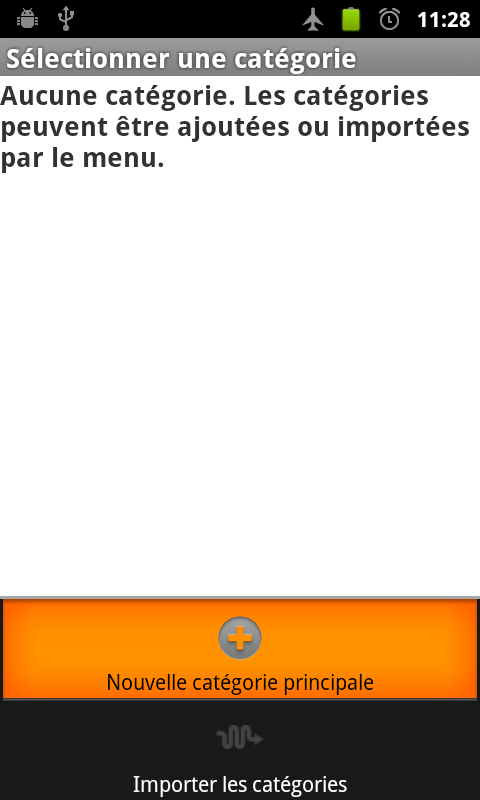 11:28
Sélectionner une catégorie
Aucune catégorie. Les catégories
peuvent être ajoutées ou importées
par le menu.
Nouvelle catégorie principale
Importer les catégories